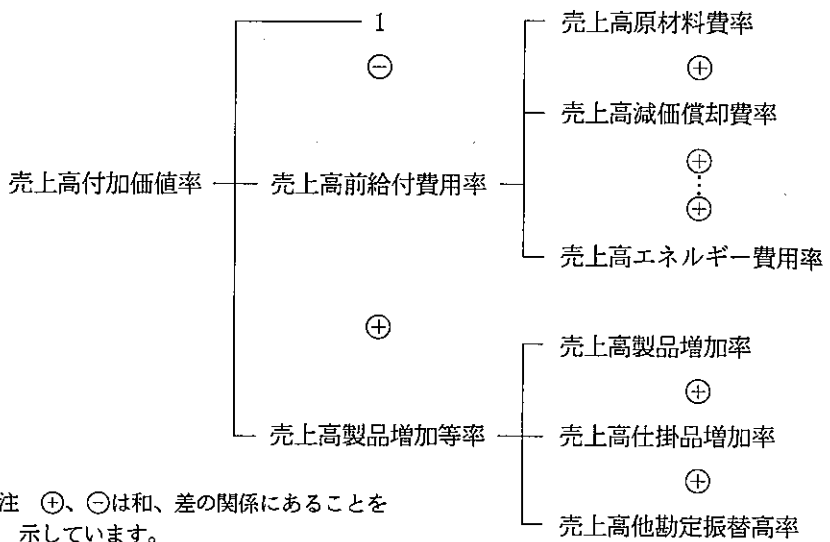 1
⊖
売上高付加価値率
売上高前給付費用率
⊕
売上高製品増加等率
売上高原材料費率
⊕
売上高減価償却費率
⊕
⊕
売上高エネルギー費用率
売上高製品増加率
⊕
売上高仕掛品増加率
⊕
売上高他勘定振替高率
注 ⊕、⊖は和、差の関係にあることを
示しています。